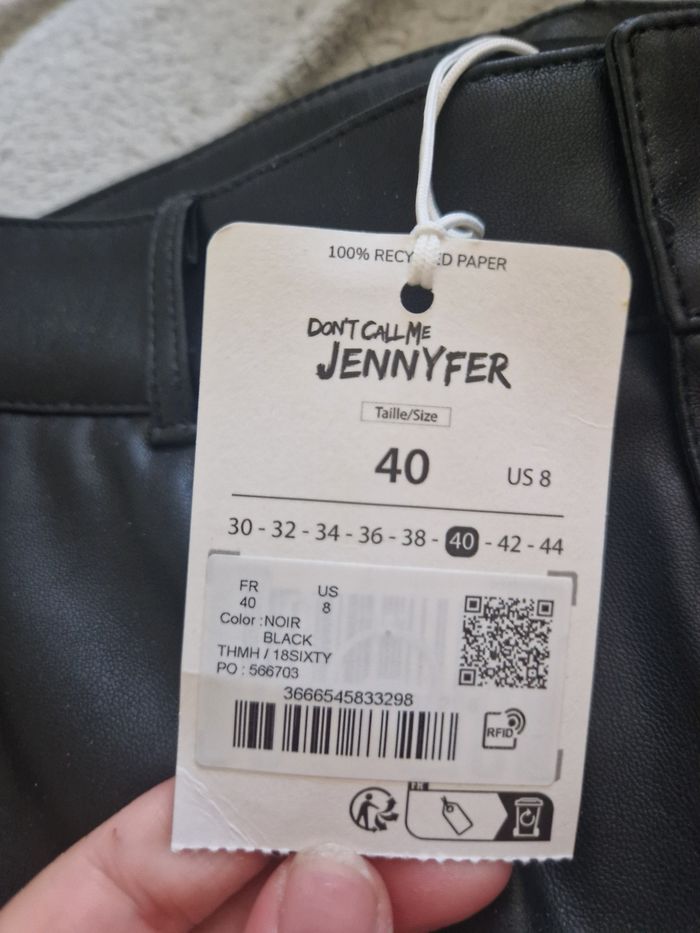 100% RECY ED PAPER
DON'T CALL ME
JENNYFER
Taille/Size
40 US 8
30 - 32 - 34 - 36 - 38 - 40 - 42 - 44
FR US
40 8
Color : NOIR
BLACK
THMH / 18SIXTY
PO : 566703
3666545833298
RFID
FR